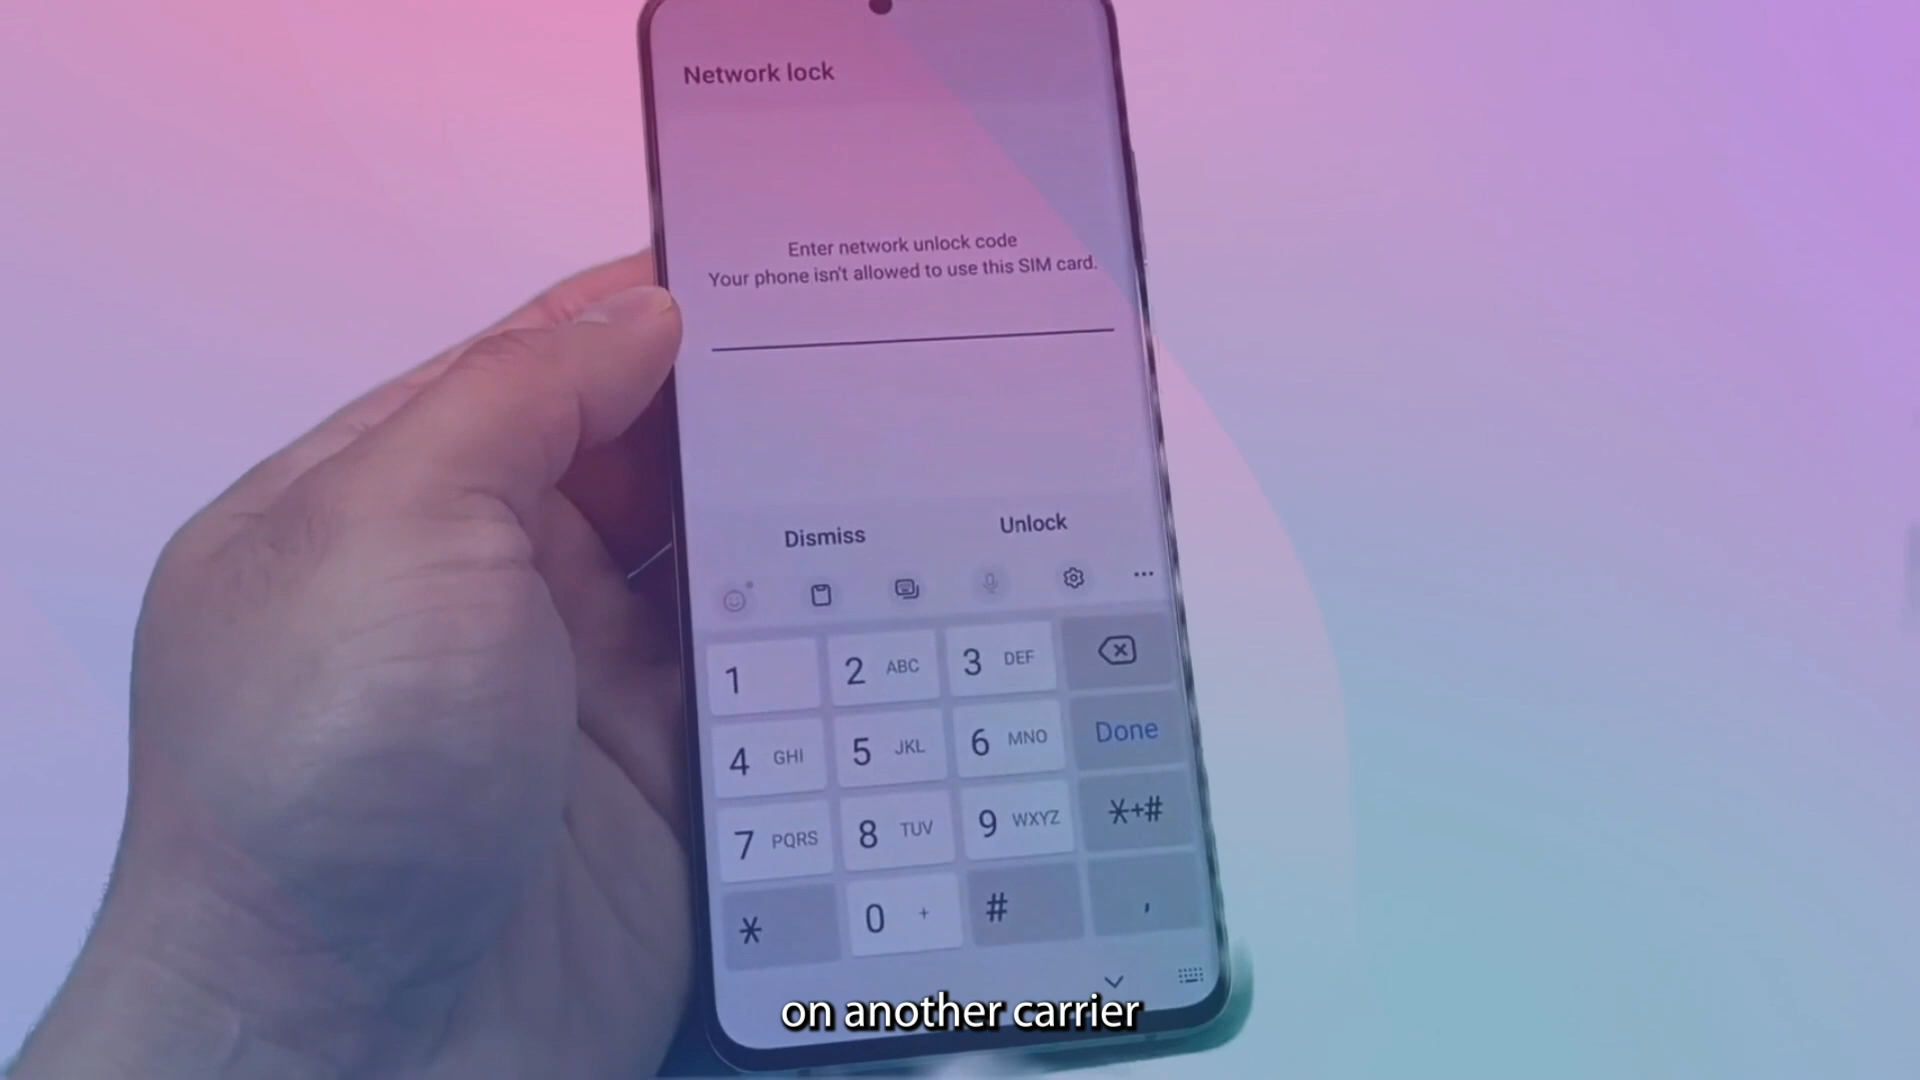 Network lock
Enter network unlock code
Your phone isn't allowed to use this SIM card.
Dismiss Unlock
1 2 ABC 3 DEF
4 GHI 5 JKL 6 MNO Done
7 PQRS 8 TUV 9 WXYZ *+#
* 0 + # ,
on another carrier